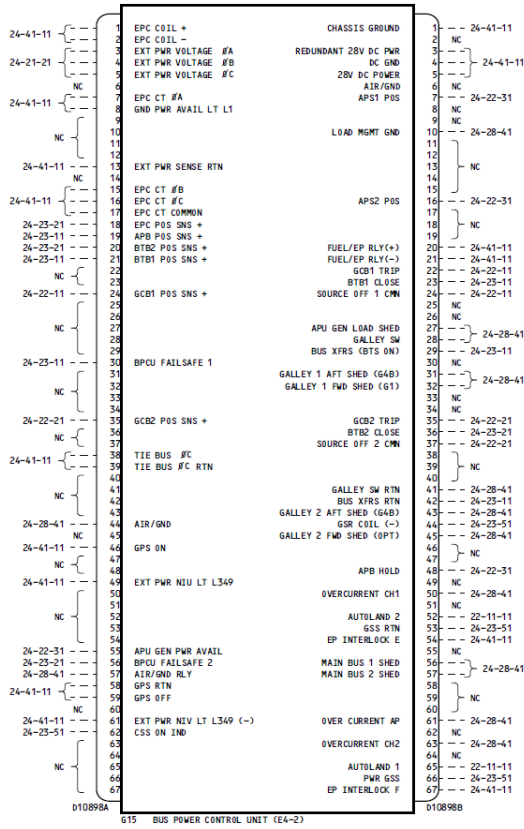 1 EPC COIL + CHASSIS GROUND 1 24-41-11
24-41-11 2 EPC COIL - 2 NC
3 EXT PWR VOLTAGE ØA REDUNDANT 28V DC PWR 3
24-21-21 4 EXT PWR VOLTAGE ØB DC GND 4 24-41-11
5 EXT PWR VOLTAGE ØC 28V DC POWER 5
NC 6 AIR/GND 6 NC
24-41-11 7 EPC CT ØA APS1 POS 7 24-22-31
8 GND PWR AVAIL LT L1 8 NC
9 9 NC
NC 10 LOAD MGMT GND 10 24-28-41
11 11
12 12
24-41-11 13 EXT PWR SENSE RTN 13 NC
NC 14 14
15 EPC CT ØB 15
24-41-11 16 EPC CT ØC APS2 POS 16 24-22-31
17 EPC CT COMMON 17
24-23-21 18 EPC POS SNS + 18 NC
24-23-11 19 APB POS SNS + 19
24-23-21 20 BTB2 POS SNS + FUEL/EP RLY(+) 20 24-41-11
24-23-11 21 BTB1 POS SNS + FUEL/EP RLY(-) 21 24-41-11
NC 22 GCB1 TRIP 22 24-22-11
23 BTB1 CLOSE 23 24-23-11
24-22-11 24 GCB1 POS SNS + SOURCE OFF 1 CMN 24 24-22-11
25 25 NC
26 26 NC
NC 27 APU GEN LOAD SHED 27 24-28-41
28 GALLEY SW 28
29 BUS XFRS (BTS ON) 29 24-23-11
24-23-11 30 BPCU FAILSAFE 1 30 NC
31 GALLEY 1 AFT SHED (G4B) 31 24-28-41
NC 32 GALLEY 1 FWD SHED (G1) 32
33 33 NC
34 34 NC
24-22-21 35 GCB2 POS SNS + GCB2 TRIP 35 24-22-21
NC 36 BTB2 CLOSE 36 24-23-21
37 SOURCE OFF 2 CMN 37 24-22-21
24-41-11 38 TIE BUS ØC 38
39 TIE BUS ØC RTN 39 NC
40 40
NC 41 GALLEY SW RTN 41 24-28-41
42 BUS XFRS RTN 42 24-23-11
43 GALLEY 2 AFT SHED (G4B) 43 24-28-41
24-28-41 44 AIR/GND GSR COIL (-) 44 24-23-51
NC 45 GALLEY 2 FWD SHED (OPT) 45 24-28-41
24-41-11 46 GPS ON 46 NC
NC 47 47
48 APB HOLD 48 24-22-31
24-41-11 49 EXT PWR NIU LT L349 49 NC
50 OVERCURRENT CH1 50 24-28-41
51 51 NC
NC 52 AUTOLAND 2 52 22-11-11
53 GSS RTN 53 24-23-51
54 EP INTERLOCK E 54 24-41-11
24-22-31 55 APU GEN PWR AVAIL 55 NC
24-23-21 56 BPCU FAILSAFE 2 MAIN BUS 1 SHED 56 24-28-41
24-28-41 57 AIR/GND RLY MAIN BUS 2 SHED 57
24-41-11 58 GPS RTN 58
59 GPS OFF 59 NC
NC 60 60
24-41-11 61 EXT PWR NIV LT L349 (-) OVER CURRENT AP 61 24-28-41
24-23-51 62 CSS ON IND 62 NC
63 OVERCURRENT CH2 63 24-28-41
64 64 NC
NC 65 AUTOLAND 1 65 22-11-11
66 PWR GSS 66 24-23-51
67 EP INTERLOCK F 67 24-41-11
D10898A D10898B
G15 BUS POWER CONTROL UNIT (E4-2)